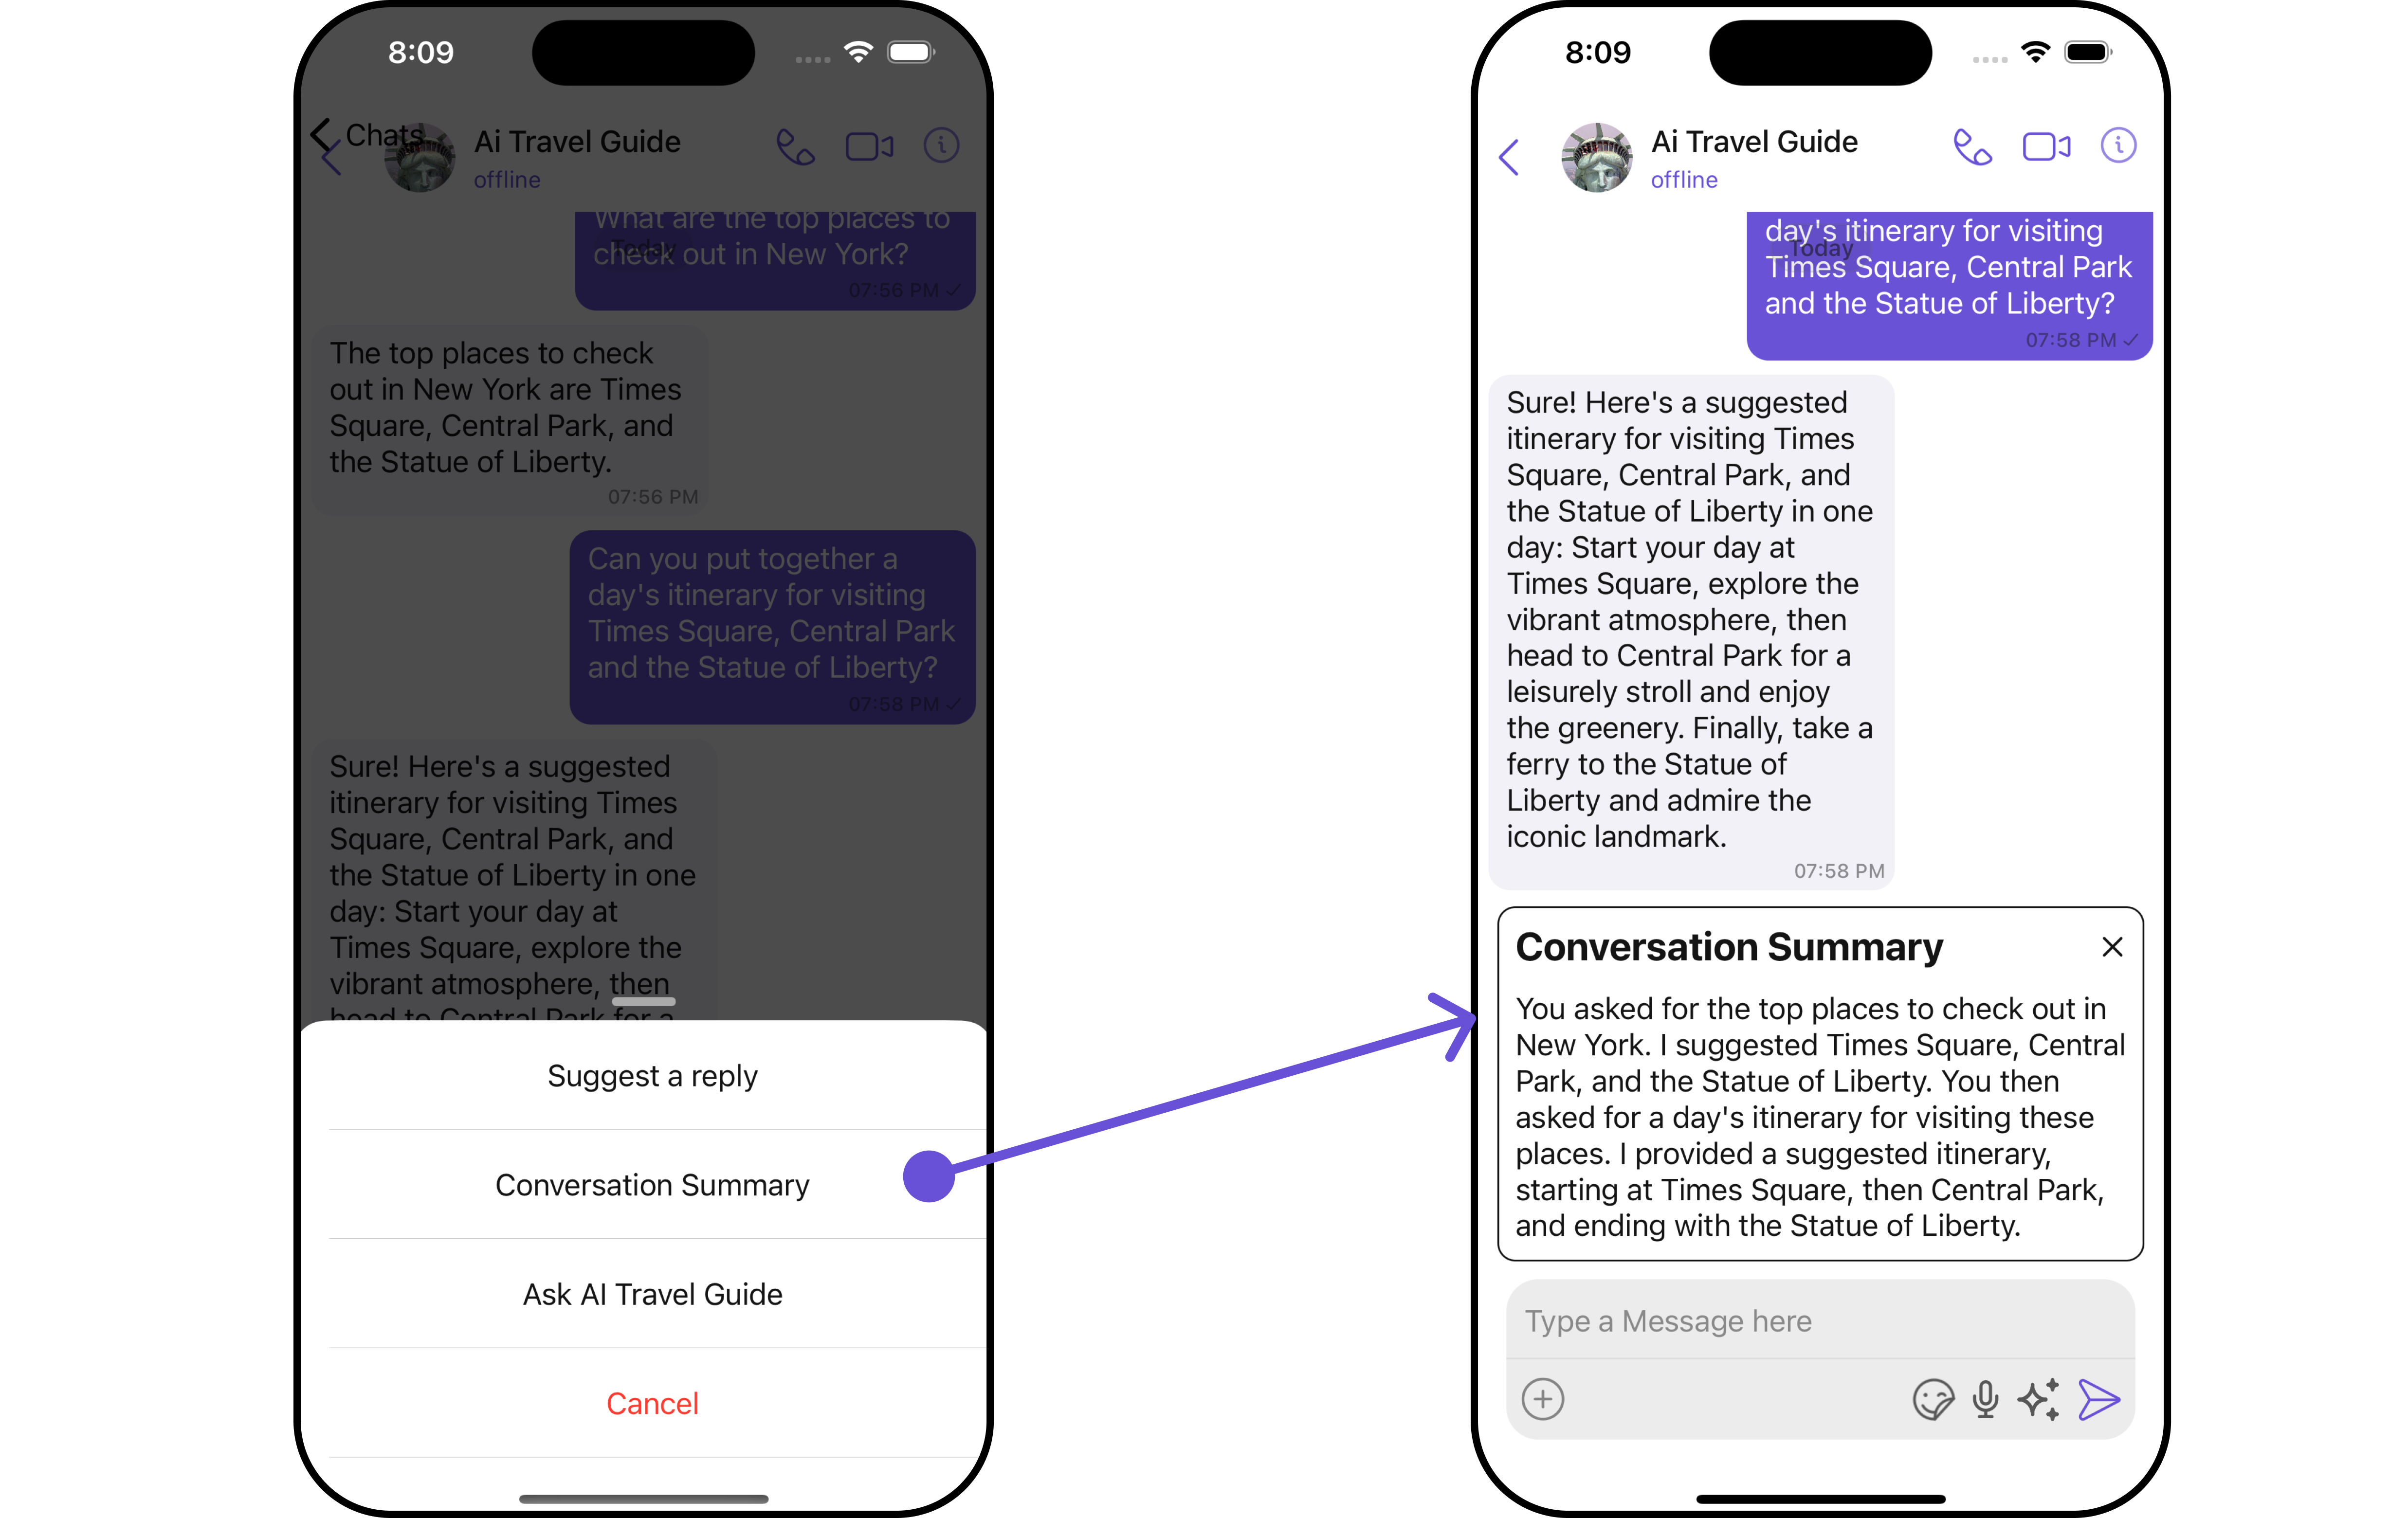 8:09
Chats
Ai Travel Guide
offline
What are the top places to
Today
check out in New York?
07:56 PM
The top places to check
out in New York are Times
Square, Central Park, and
the Statue of Liberty.
07:56 PM
Can you put together a
day's itinerary for visiting
Times Square, Central Park
and the Statue of Liberty?
07:58 PM
Sure! Here's a suggested
itinerary for visiting Times
Square, Central Park, and
the Statue of Liberty in one
day: Start your day at
Times Square, explore the
vibrant atmosphere, then
head to Central Park for a
Suggest a reply
Conversation Summary
Ask AI Travel Guide
Cancel
8:09
Ai Travel Guide
offline
day's itinerary for visiting
Today
Times Square, Central Park
and the Statue of Liberty?
07:58 PM
Sure! Here's a suggested
itinerary for visiting Times
Square, Central Park, and
the Statue of Liberty in one
day: Start your day at
Times Square, explore the
vibrant atmosphere, then
head to Central Park for a
leisurely stroll and enjoy
the greenery. Finally, take a
ferry to the Statue of
Liberty and admire the
iconic landmark.
07:58 PM
Conversation Summary
You asked for the top places to check out in
New York. I suggested Times Square, Central
Park, and the Statue of Liberty. You then
asked for a day's itinerary for visiting these
places. I provided a suggested itinerary,
starting at Times Square, then Central Park,
and ending with the Statue of Liberty.
Type a Message here